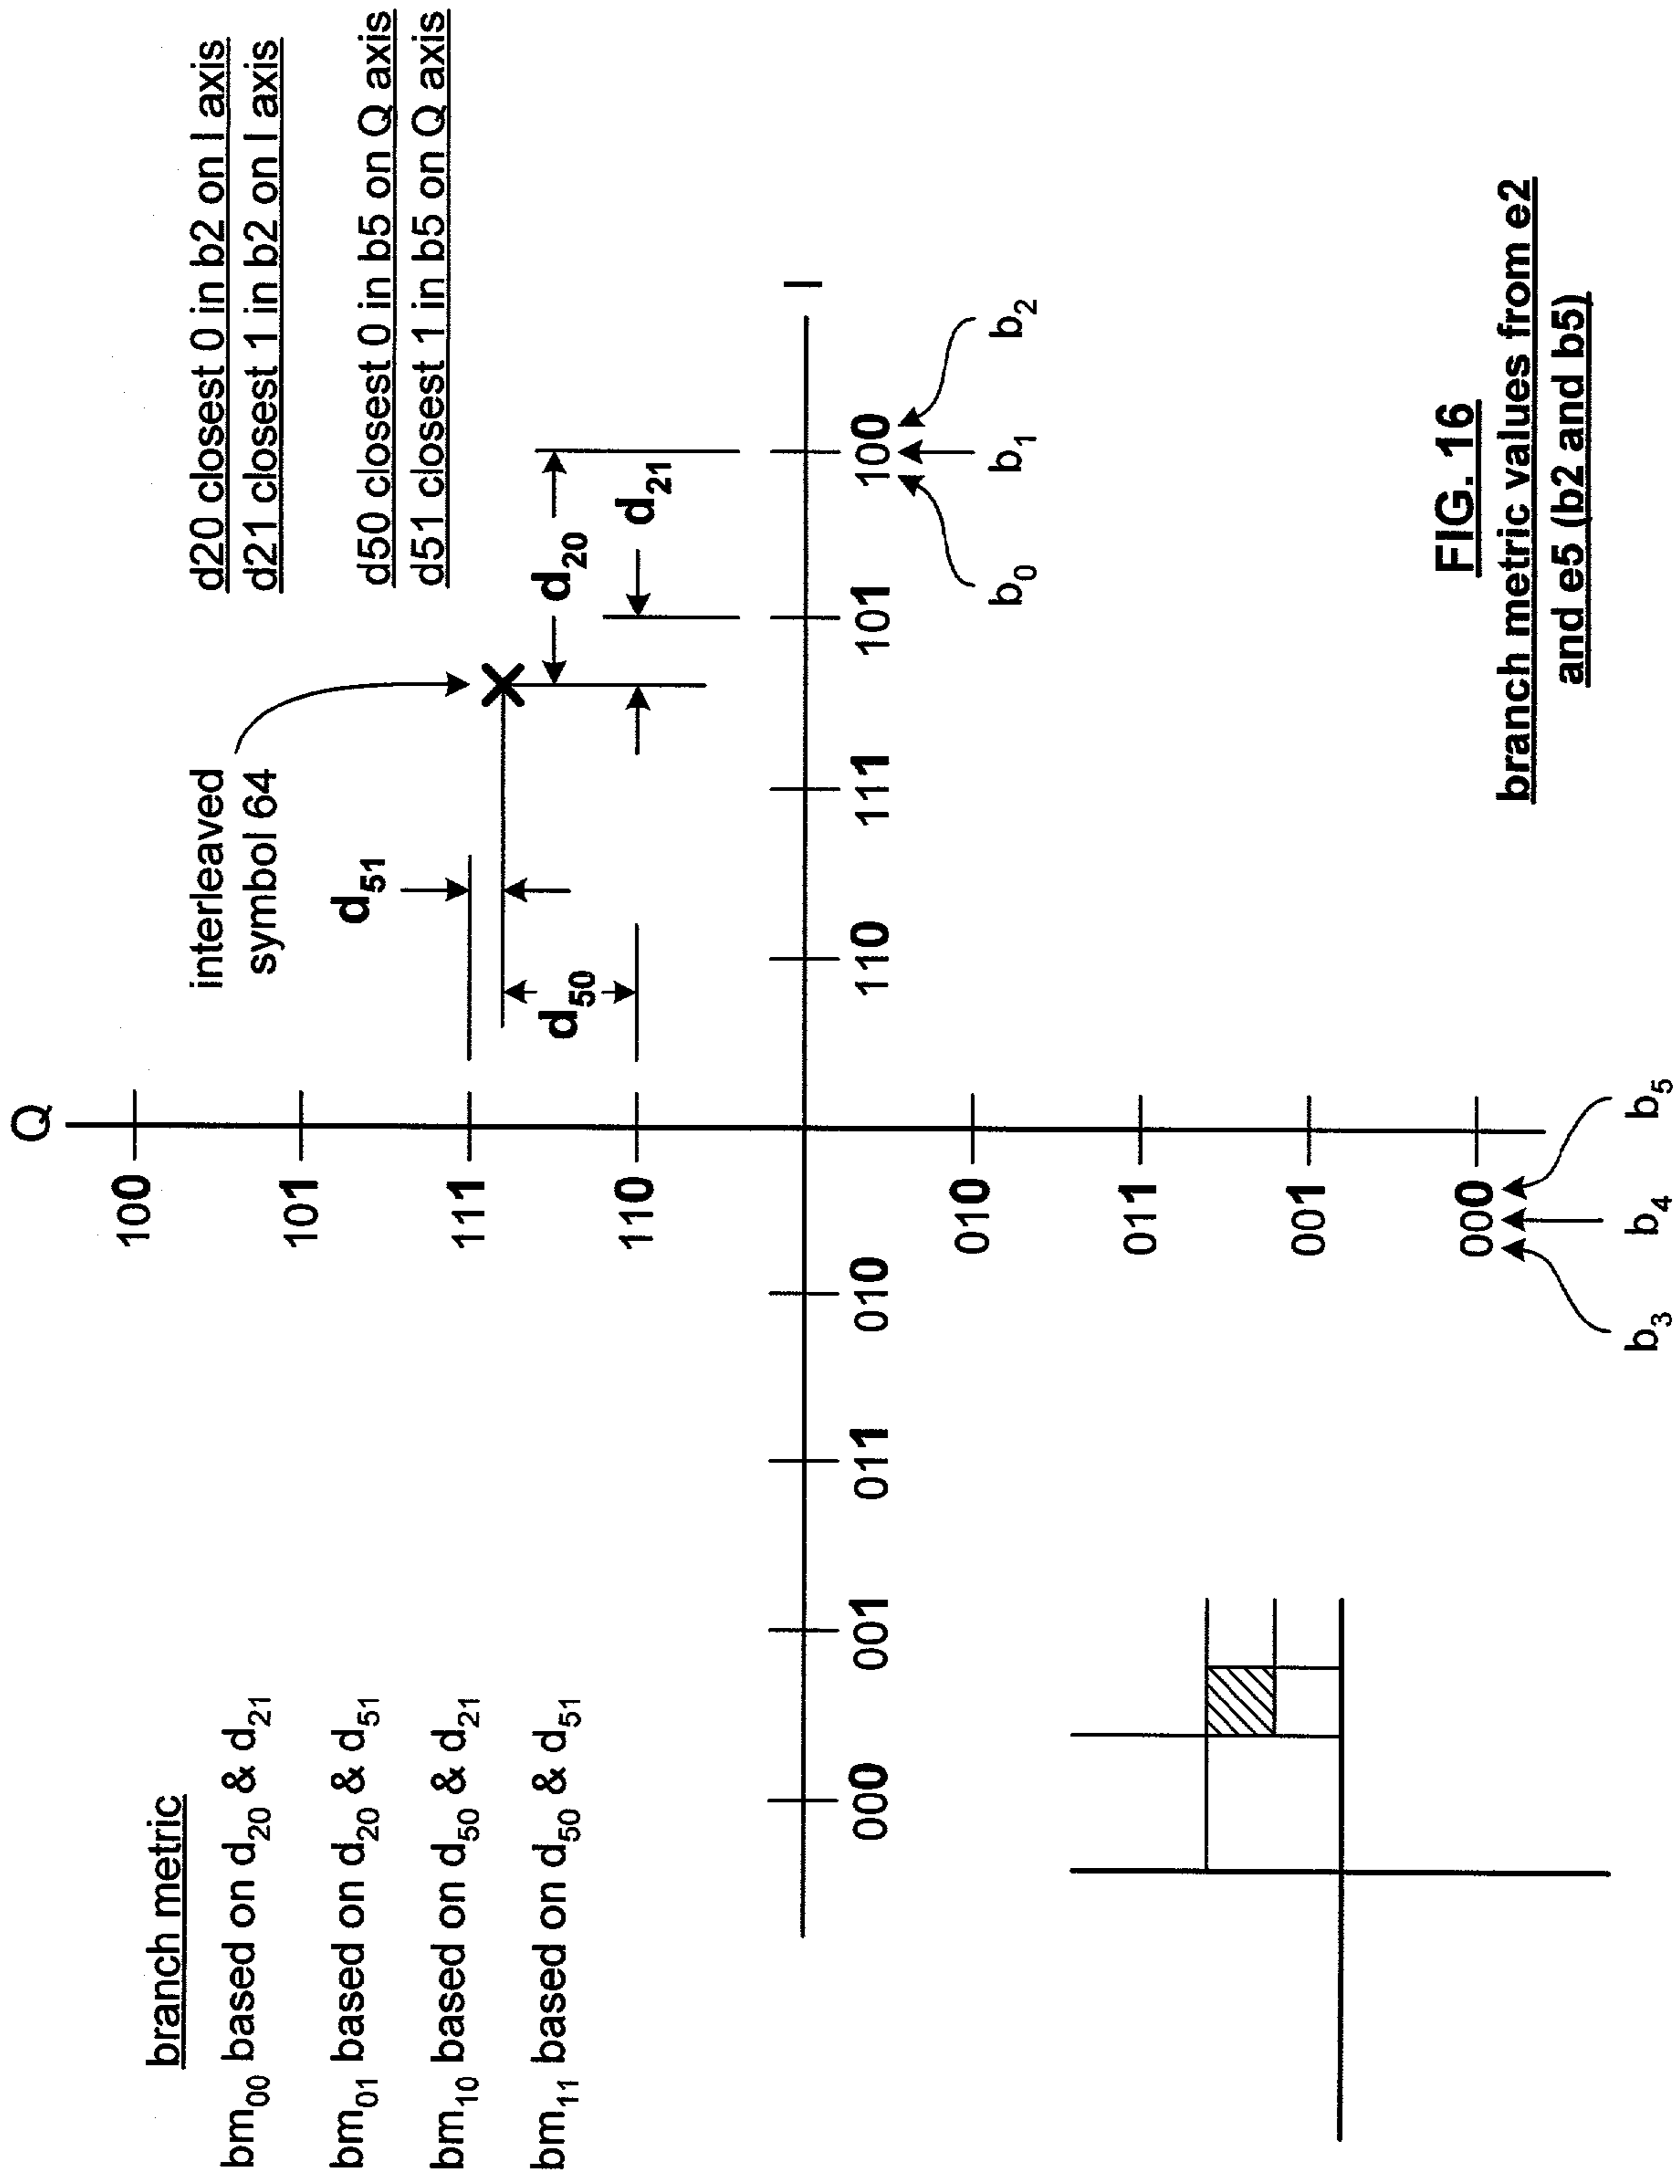 branch metric
bm00 based on d20 & d21
bm01 based on d20 & d51
bm10 based on d50 & d21
bm11 based on d50 & d51
Q
100
101
111
110
010
011
001
000
b3
b4
b5
interleaved
symbol 64
d51
d50
d20
d21
d20 closest 0 in b2 on I axis
d21 closest 1 in b2 on I axis
d50 closest 0 in b5 on Q axis
d51 closest 1 in b5 on Q axis
000
001
011
010
110
111
101
100
I
b0
b1
b2
FIG. 16
branch metric values from e2
and e5 (b2 and b5)